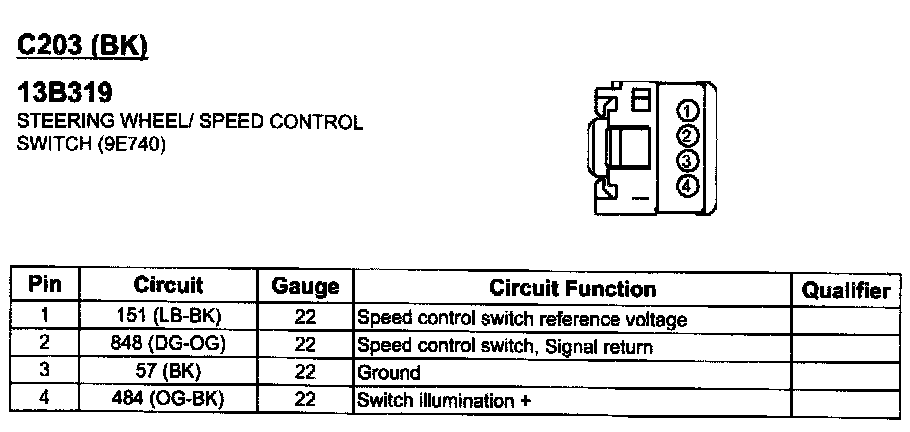 C203 (BK)
13B319
STEERING WHEEL/ SPEED CONTROL
SWITCH (9E740)
1
2
3
4
Pin Circuit Gauge Circuit Function Qualifier
1 151 (LB-BK) 22 Speed control switch reference voltage
2 848 (DG-OG) 22 Speed control switch, Signal return
3 57 (BK) 22 Ground
4 484 (OG-BK) 22 Switch illumination +